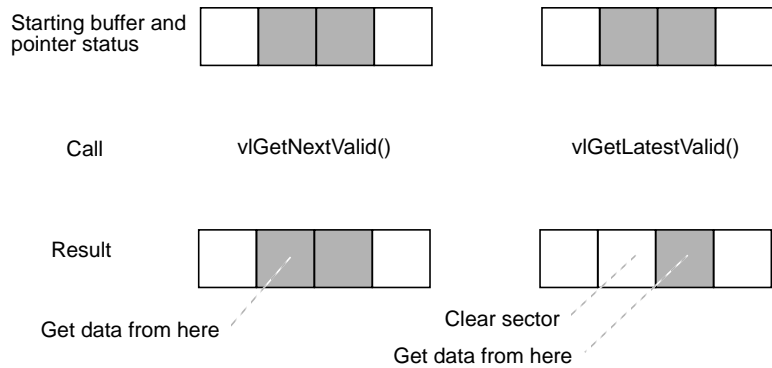 Starting buffer and
pointer status
Call
vlGetNextValid()
vlGetLatestValid()
Result
Get data from here
Clear sector
Get data from here